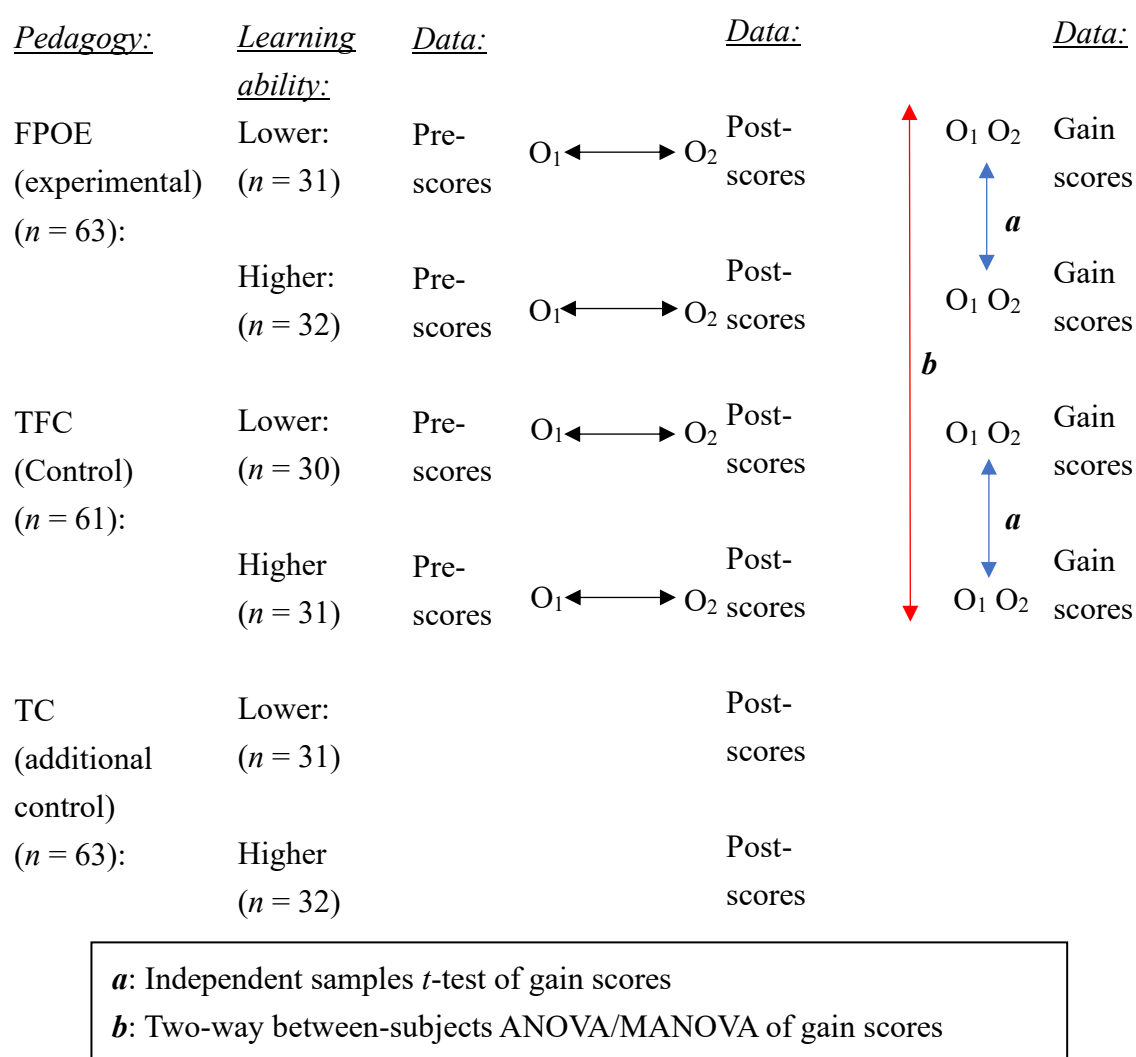 Pedagogy: Learning Data: Data: Data:
ability:
FPOE Lower: Pre- O₁ O₂ Post- O₁ O₂ Gain
(experimental) (n = 31) scores scores scores
(n = 63): a
Higher: Pre- O₁ O₂ Post- O₁ O₂ Gain
(n = 32) scores scores scores
b
TFC Lower: Pre- O₁ O₂ Post- O₁ O₂ Gain
(Control) (n = 30) scores scores scores
(n = 61): a
Higher Pre- O₁ O₂ Post- O₁ O₂ Gain
(n = 31) scores scores scores
TC Lower: Post-
(additional (n = 31) scores
control)
(n = 63): Higher Post-
(n = 32) scores
a: Independent samples t-test of gain scores
b: Two-way between-subjects ANOVA/MANOVA of gain scores